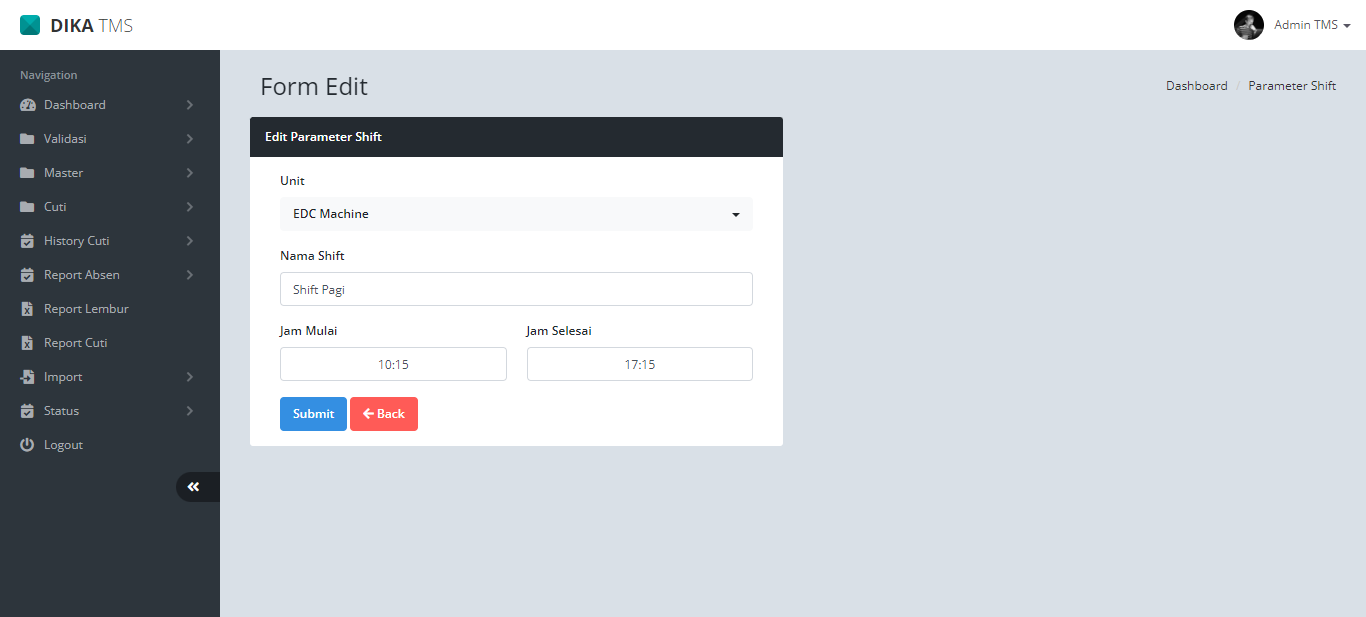 DIKA TMS
Admin TMS
Navigation
Dashboard
Validasi
Master
Cuti
History Cuti
Report Absen
Report Lembur
Report Cuti
Import
Status
Logout
Form Edit
Dashboard / Parameter Shift
Edit Parameter Shift
Unit
EDC Machine
Nama Shift
Shift Pagi
Jam Mulai Jam Selesai
10:15 17:15
Submit Back